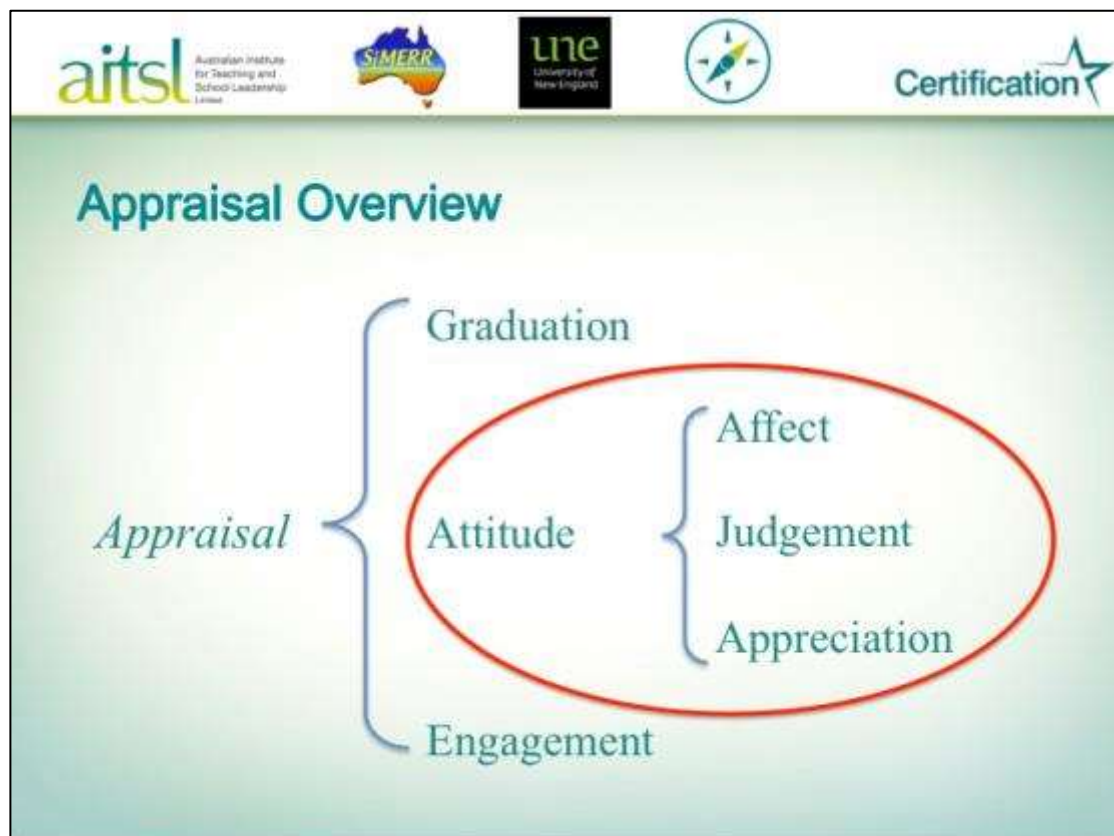 aitsl
Australian Institute
for Teaching and
School Leadership
Limited
SiMERR
une
University of
New England
Certification
Appraisal Overview
Graduation
Affect
Appraisal
Attitude
Judgement
Appreciation
Engagement